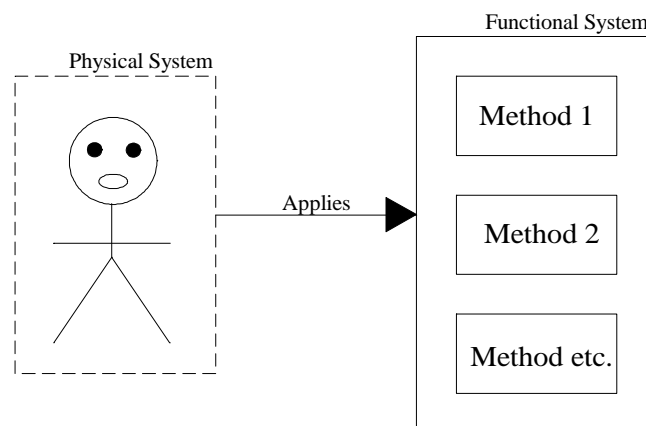 Functional System
Physical System
Method 1
Applies
Method 2
Method etc.